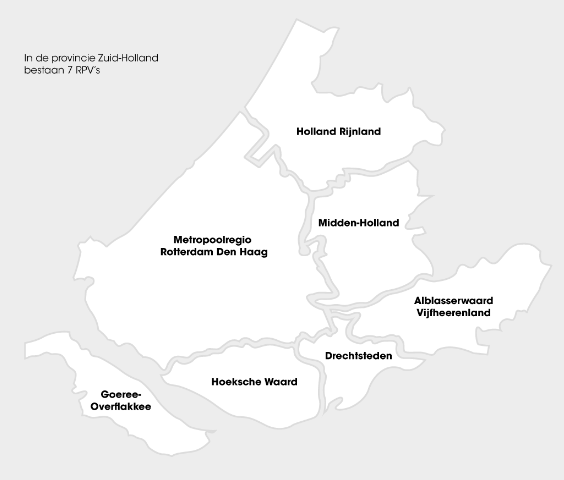 In de provincie Zuid-Holland
bestaan 7 RPV's
Holland Rijnland
Midden-Holland
Metropoolregio
Rotterdam Den Haag
Alblasserwaard
Vijfheerenland
Drechtsteden
Hoeksche Waard
Goeree-
Overflakkee